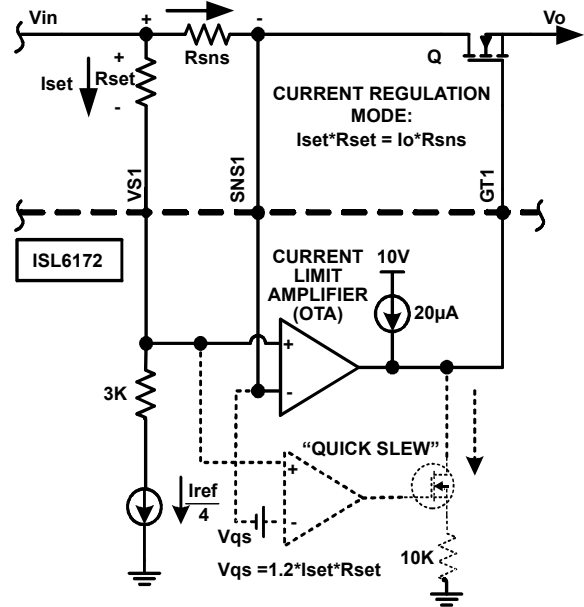 Vin
+
-
Vo
Rsns
Q
+
Iset
Rset
-
CURRENT REGULATION
MODE:
Iset*Rset = Io*Rsns
VS1
SNS1
GT1
ISL6172
CURRENT
LIMIT
AMPLIFIER
(OTA)
10V
20µA
+
-
3K
"QUICK SLEW"
+
-
Iref
4
Vqs
Vqs =1.2*Iset*Rset
10K